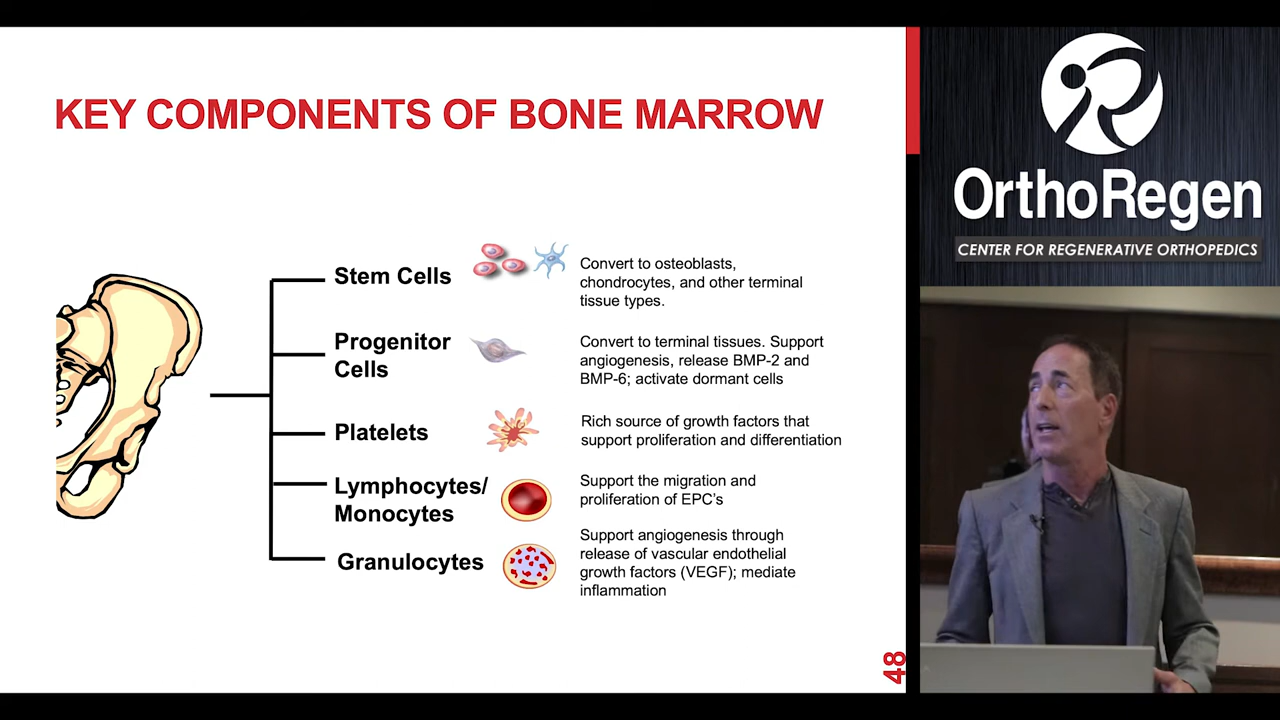 KEY COMPONENTS OF BONE MARROW
Stem Cells
Convert to osteoblasts,
chondrocytes, and other terminal
tissue types.
Progenitor
Cells
Convert to terminal tissues. Support
angiogenesis, release BMP-2 and
BMP-6; activate dormant cells
Platelets
Rich source of growth factors that
support proliferation and differentiation
Lymphocytes/
Monocytes
Support the migration and
proliferation of EPC's
Granulocytes
Support angiogenesis through
release of vascular endothelial
growth factors (VEGF); mediate
inflammation
48
OrthoRegen
CENTER FOR REGENERATIVE ORTHOPEDICS